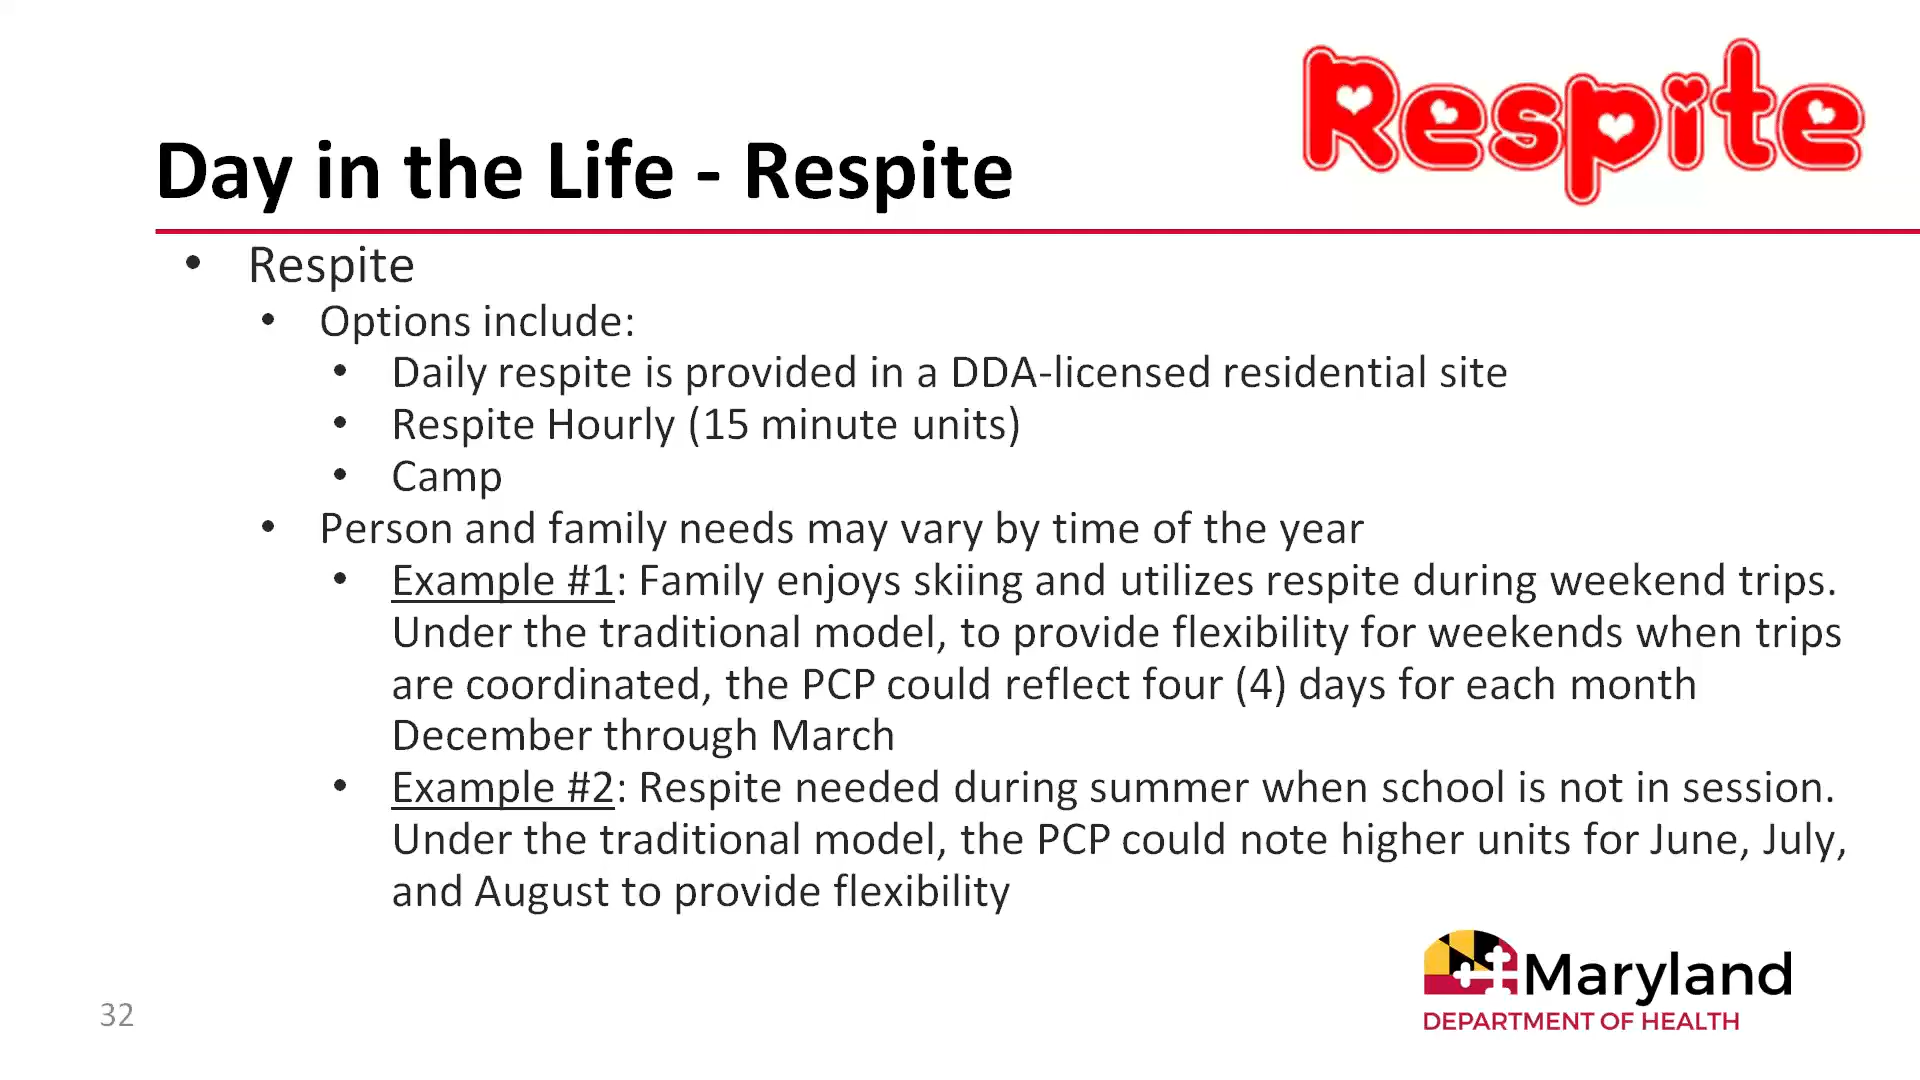 Respite
Day in the Life - Respite
• Respite
• Options include:
• Daily respite is provided in a DDA-licensed residential site
• Respite Hourly (15 minute units)
• Camp
• Person and family needs may vary by time of the year
• Example #1: Family enjoys skiing and utilizes respite during weekend trips.
Under the traditional model, to provide flexibility for weekends when trips
are coordinated, the PCP could reflect four (4) days for each month
December through March
• Example #2: Respite needed during summer when school is not in session.
Under the traditional model, the PCP could note higher units for June, July,
and August to provide flexibility
Maryland
DEPARTMENT OF HEALTH
32